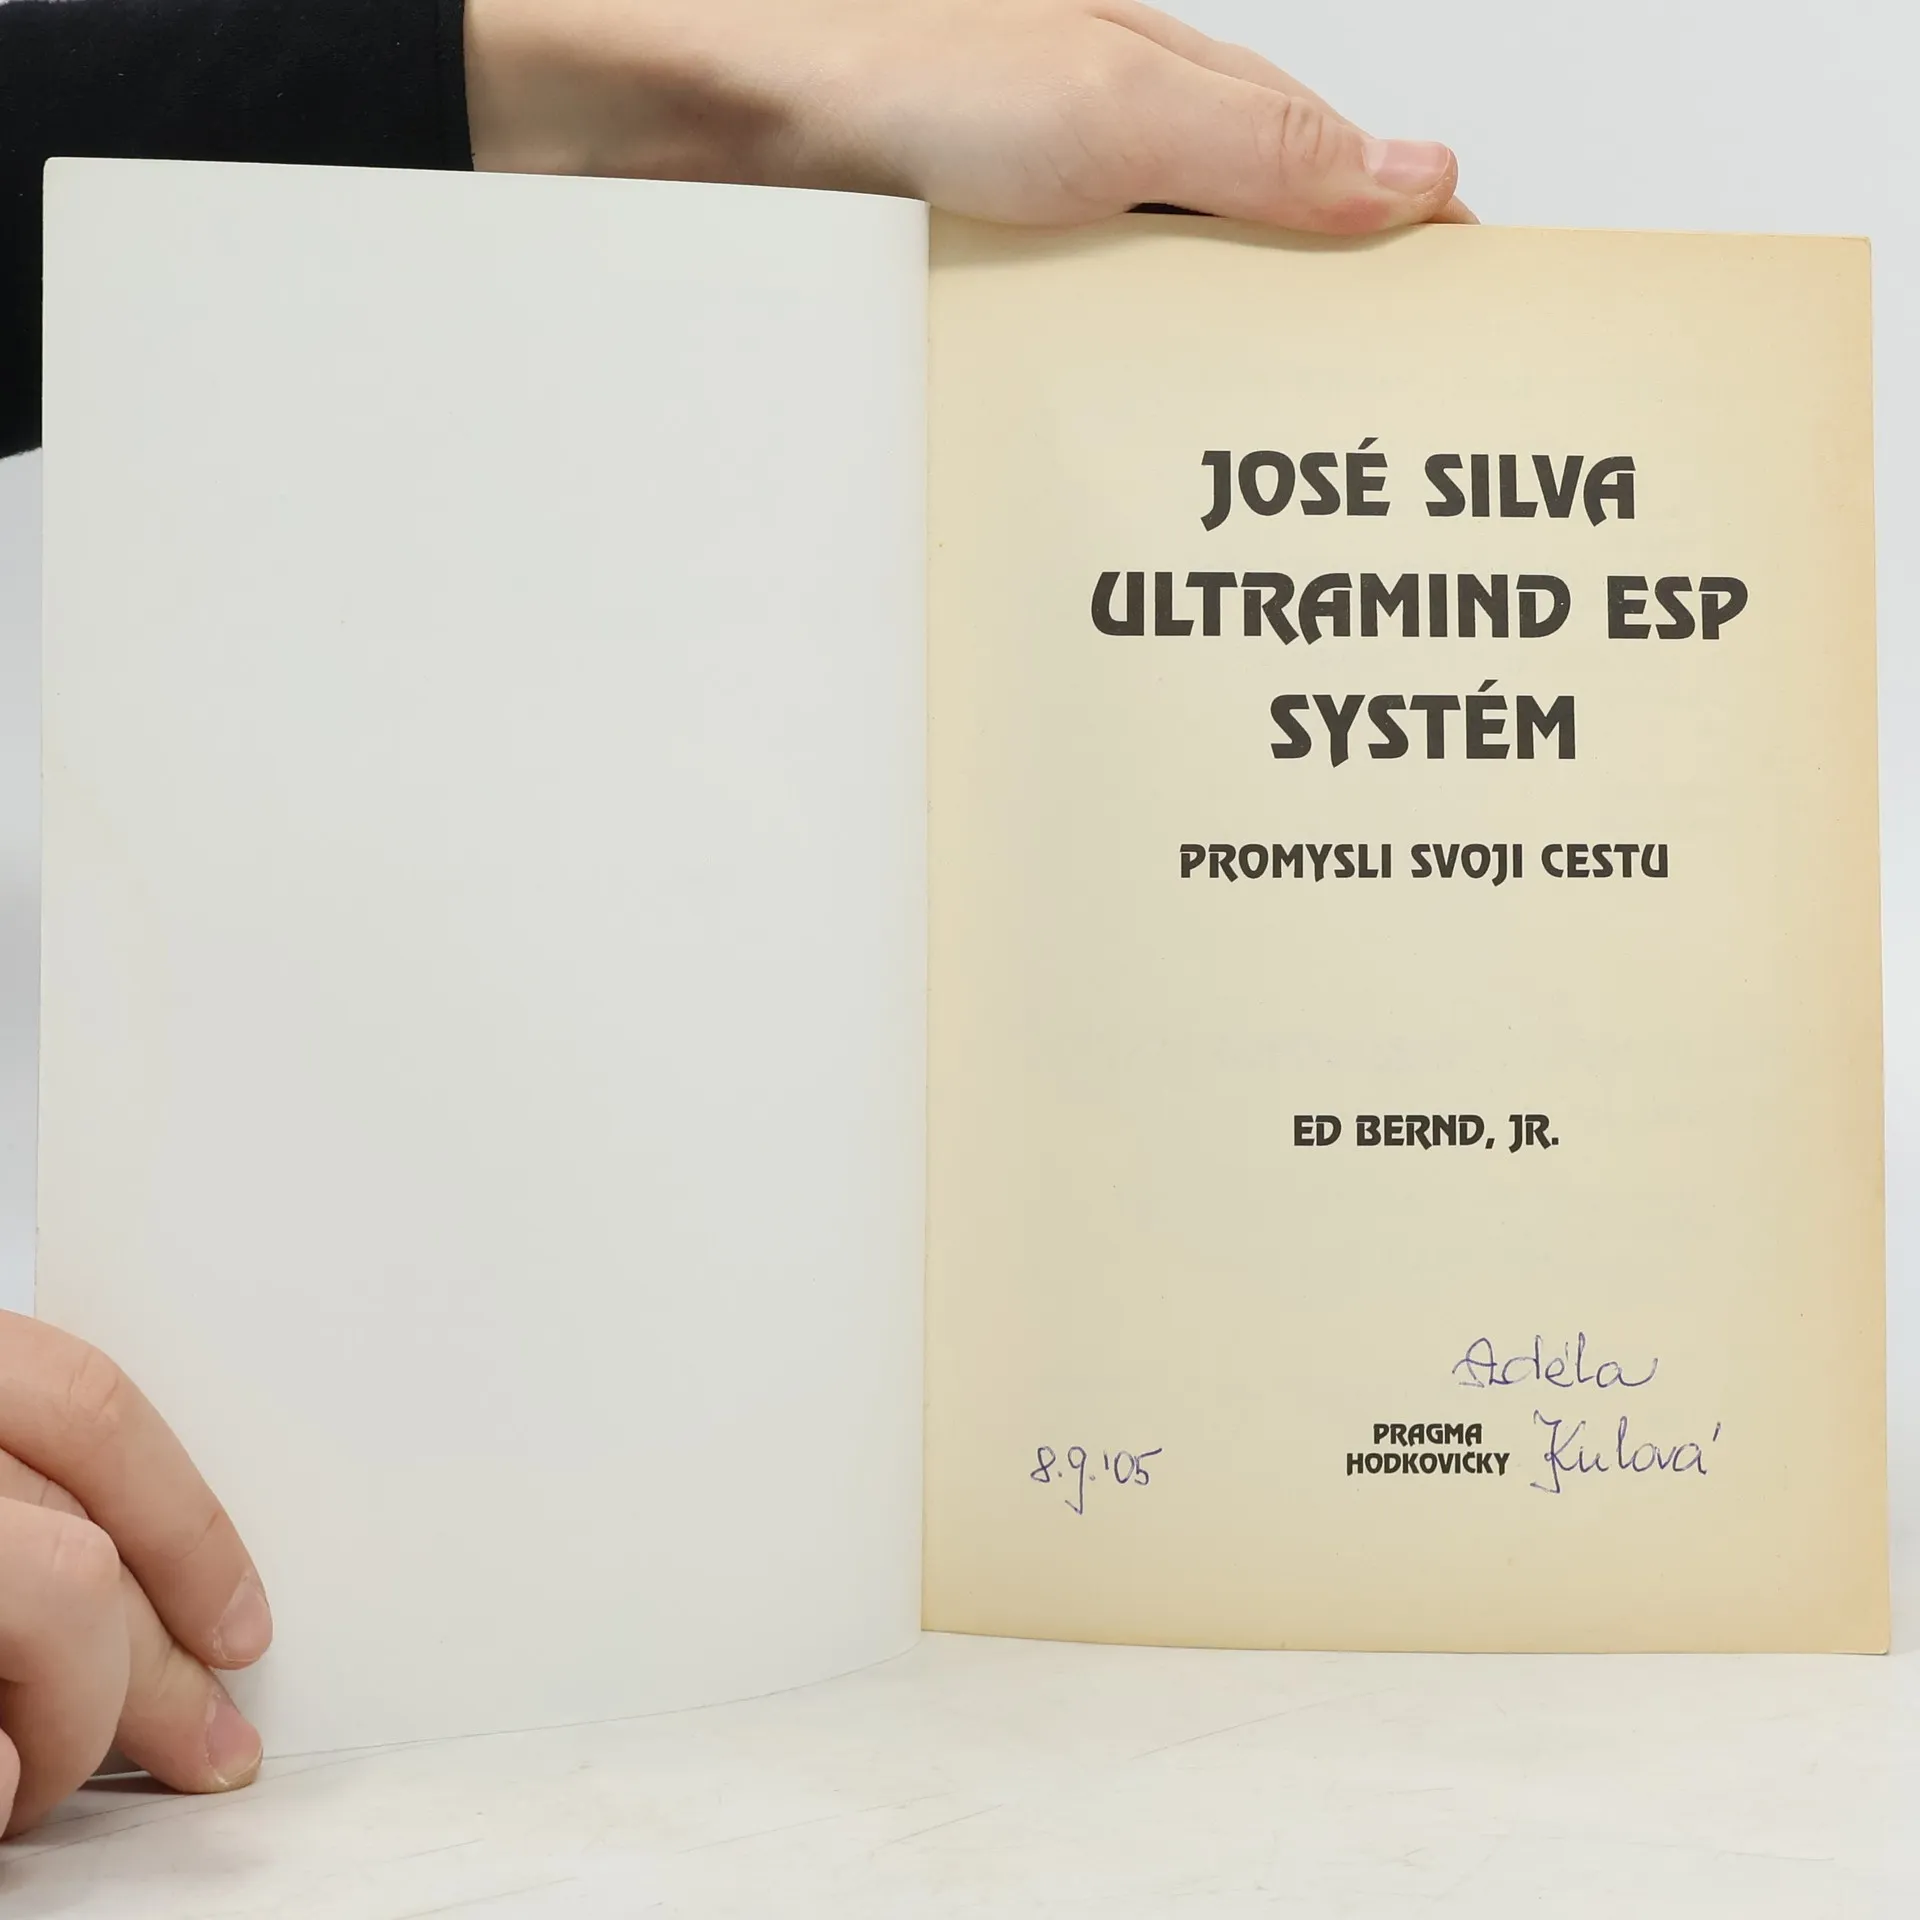 JOSÉ SILVA
ULTRAMIND ESP
SYSTÉM
PROMYSLI SVOJI CESTU
ED BERND, JR.
Adéla
PRAGMA
HODKOVIČKY
Kulová
8.9.'05